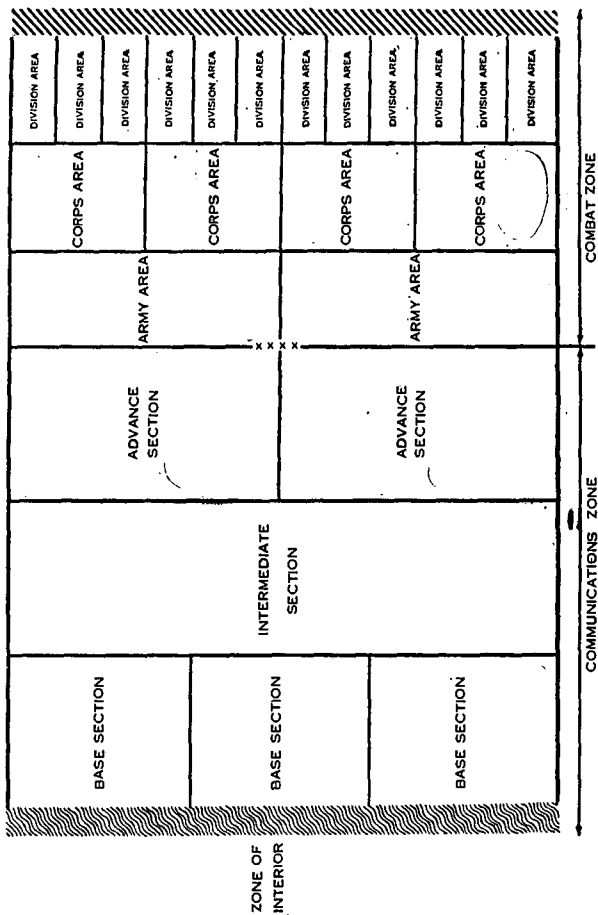 ZONE OF
INTERIOR
BASE SECTION
BASE SECTION
BASE SECTION
INTERMEDIATE
SECTION
ADVANCE
SECTION
ADVANCE
SECTION
XXXX
ARMY AREA
ARMY AREA
CORPS AREA
CORPS AREA
CORPS AREA
CORPS AREA
DIVISION AREA
DIVISION AREA
DIVISION AREA
DIVISION AREA
DIVISION AREA
DIVISION AREA
DIVISION AREA
DIVISION AREA
DIVISION AREA
DIVISION AREA
DIVISION AREA
DIVISION AREA
COMMUNICATIONS ZONE
COMBAT ZONE